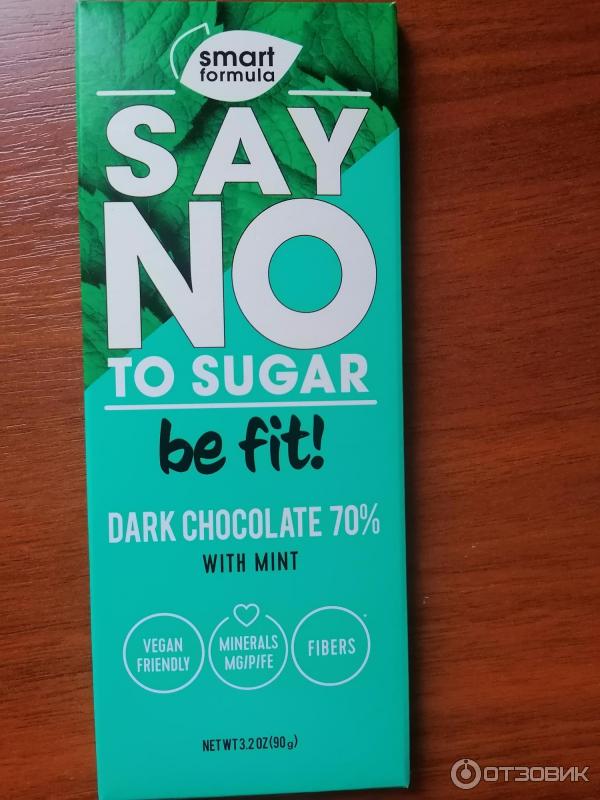 smart
formula
SAY
NO
TO SUGAR
be fit!
DARK CHOCOLATE 70%
WITH MINT
VEGAN
FRIENDLY
MINERALS
MG/P/FE
FIBERS
NET WT 3.2 OZ (90 g)
ОТЗОВИК